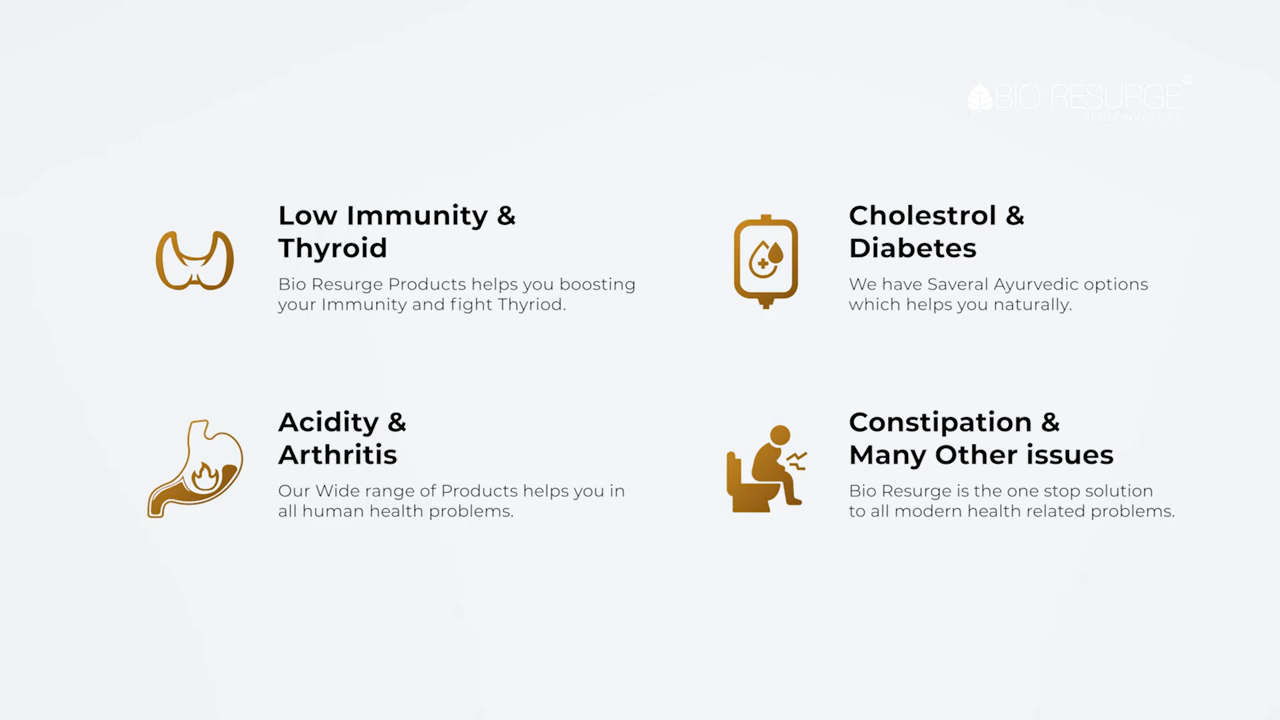 BIO RESURGE
Low Immunity &
Thyroid
Bio Resurge Products helps you boosting
your Immunity and fight Thyriod.
Cholestrol &
Diabetes
We have Saveral Ayurvedic options
which helps you naturally.
Acidity &
Arthritis
Our Wide range of Products helps you in
all human health problems.
Constipation &
Many Other issues
Bio Resurge is the one stop solution
to all modern health related problems.